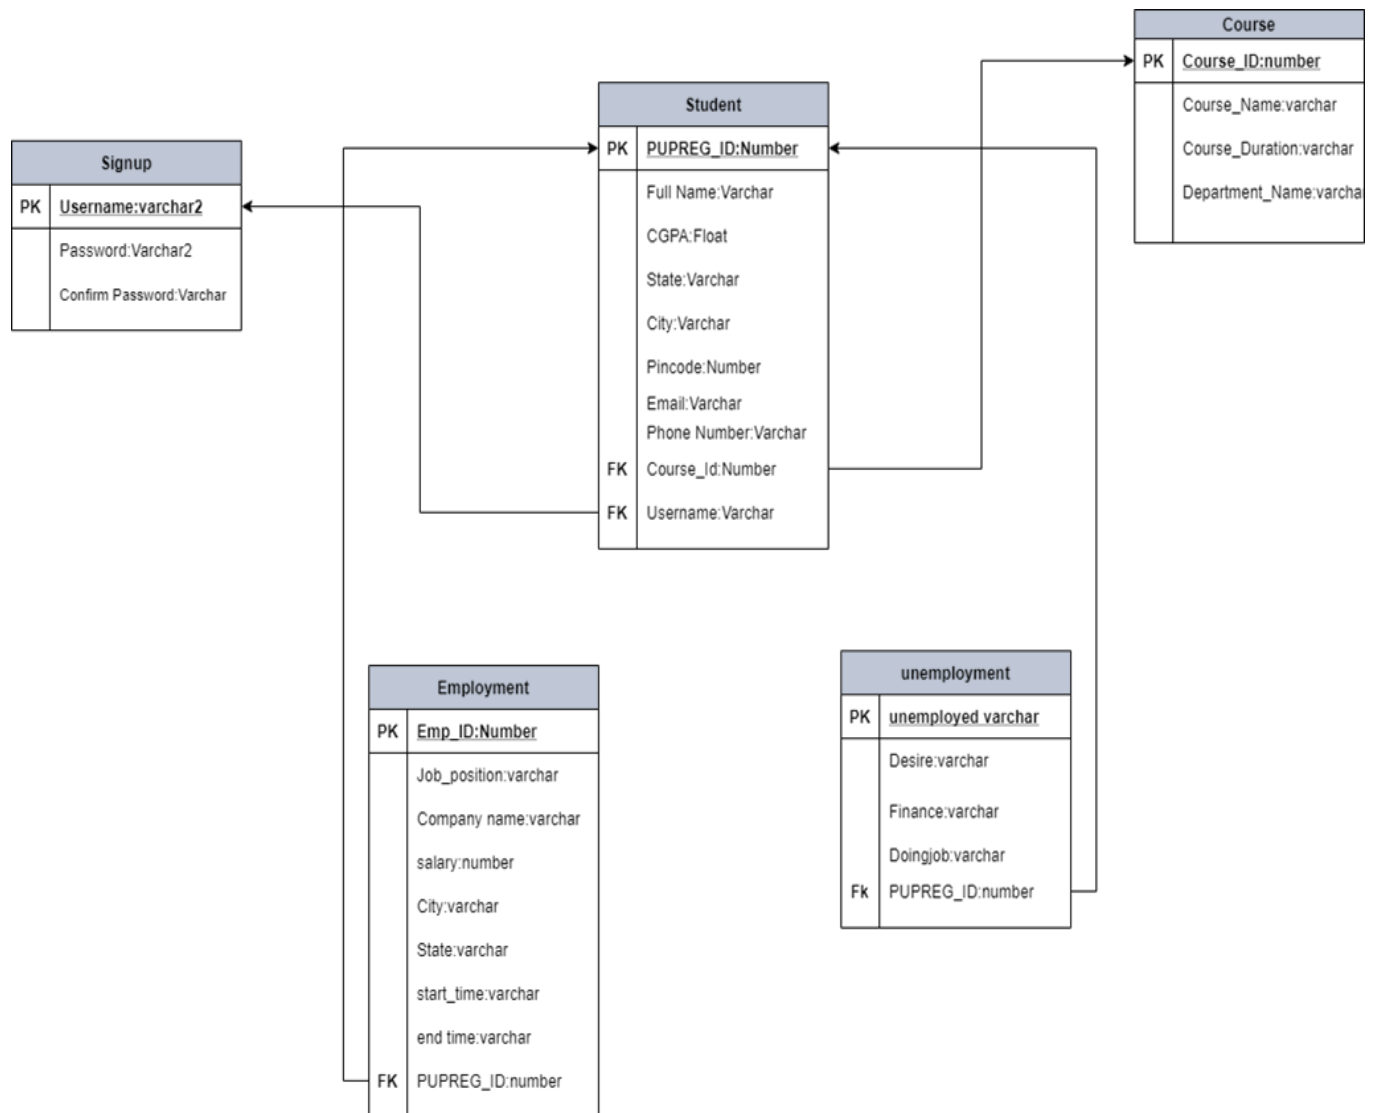 Course
PK Course_ID:number
Course_Name:varchar
Course_Duration:varchar
Department_Name:varcha
Student
PK PUPREG_ID:Number
Full Name:Varchar
CGPA:Float
State:Varchar
City:Varchar
Pincode:Number
Email:Varchar
Phone Number:Varchar
FK Course_Id:Number
FK Username:Varchar
Signup
PK Username:varchar2
Password:Varchar2
Confirm Password:Varchar
Employment
PK Emp_ID:Number
Job_position:varchar
Company name:varchar
salary:number
City:varchar
State:varchar
start_time:varchar
end time:varchar
FK PUPREG_ID:number
unemployment
PK unemployed varchar
Desire:varchar
Finance:varchar
Doingjob:varchar
Fk PUPREG_ID:number